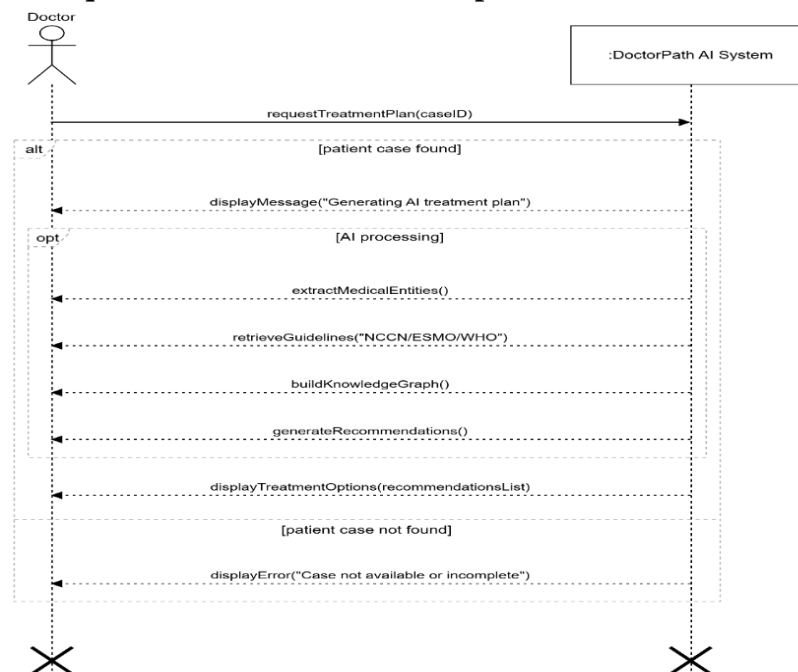 Doctor
:DoctorPath AI System
requestTreatmentPlan(caseID)
alt
[patient case found]
displayMessage("Generating AI treatment plan")
opt
[AI processing]
extractMedicalEntities()
retrieveGuidelines("NCCN/ESMO/WHO")
buildKnowledgeGraph()
generateRecommendations()
displayTreatmentOptions(recommendationsList)
[patient case not found]
displayError("Case not available or incomplete")